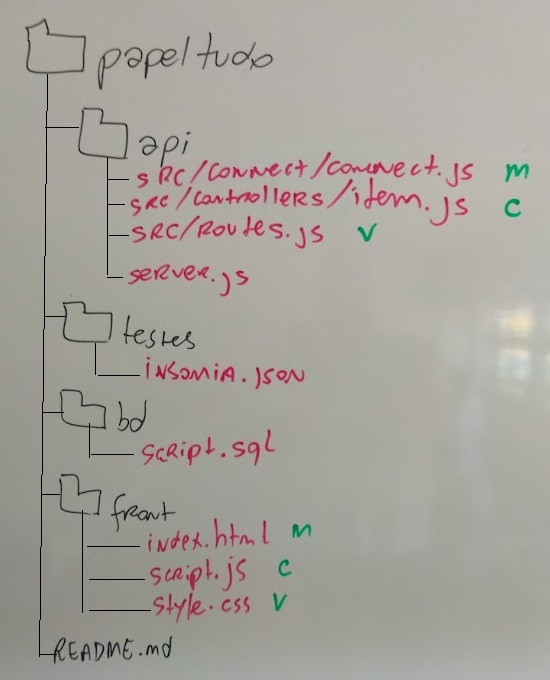 papeltudo
api
SRC/connect/connect.js M
SRC/controllers/item.js C
SRC/Routes.js V
SERVER.js
testes
INSOMIA.JSON
bd
SCRIPT.sql
front
index.html M
SCRIPT.js C
Style.css V
README.md